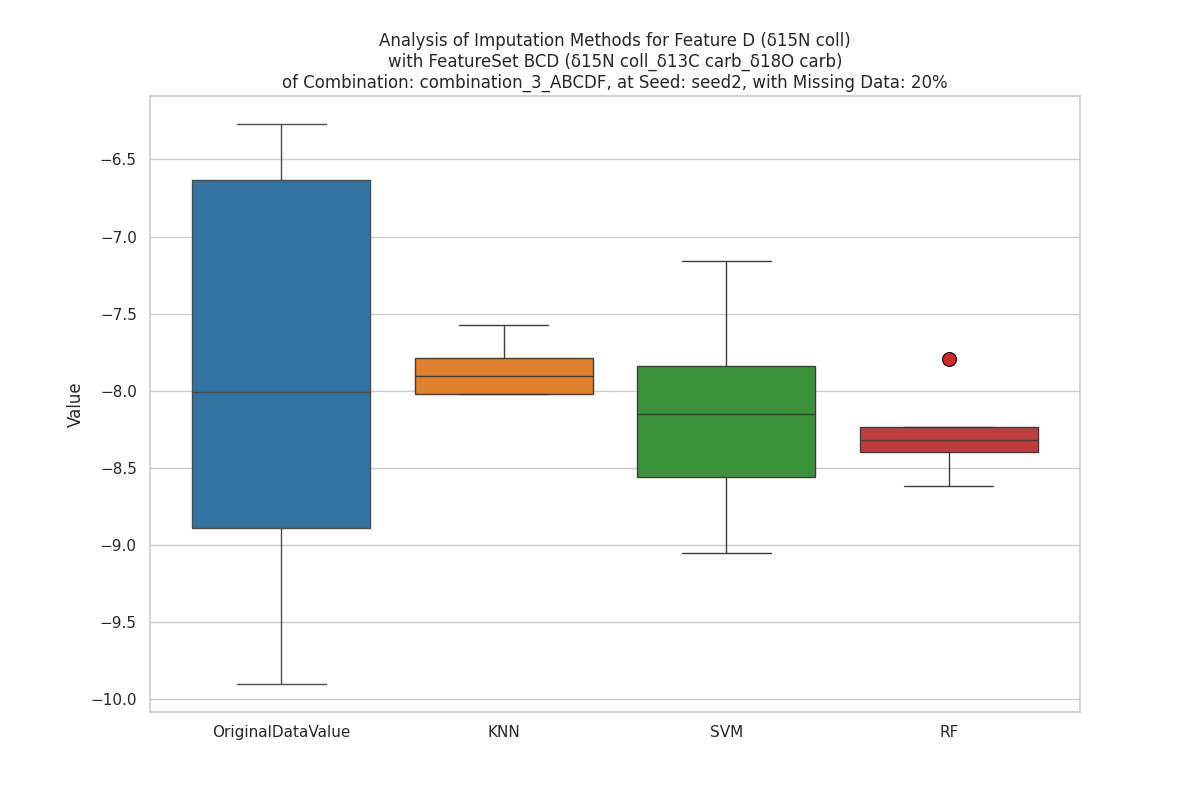 Analysis of Imputation Methods for Feature D (δ15N coll)
with FeatureSet BCD (δ15N coll_δ13C carb_δ18O carb)
of Combination: combination_3_ABCDF, at Seed: seed2, with Missing Data: 20%
Value
−6.5
−7.0
−7.5
−8.0
−8.5
−9.0
−9.5
−10.0
OriginalDataValue
KNN
SVM
RF